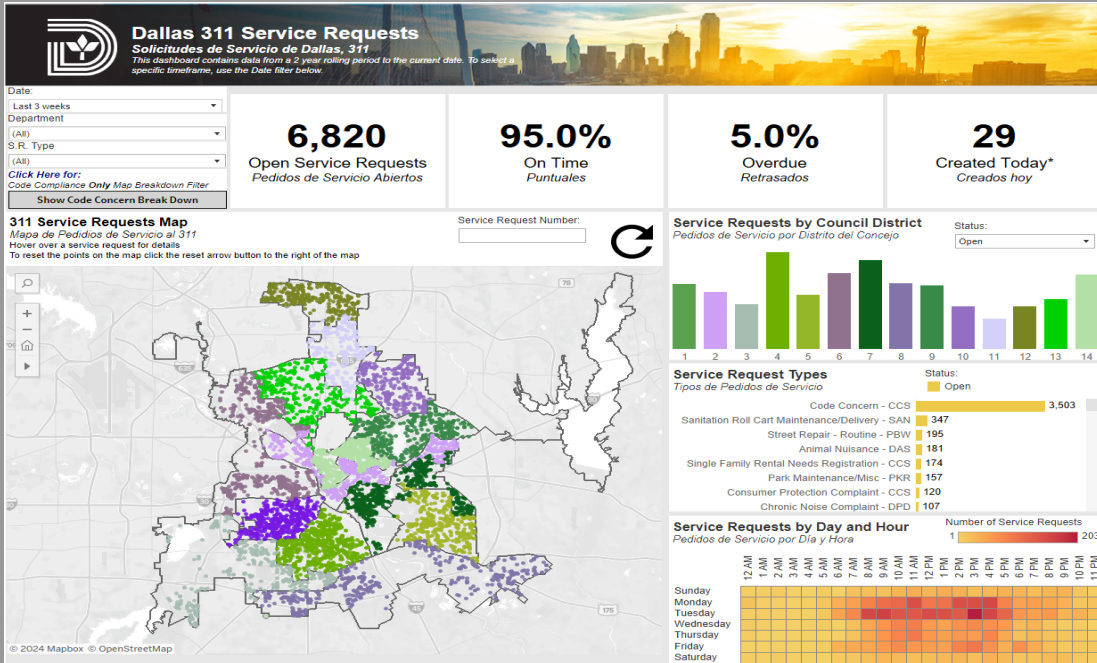 Dallas 311 Service Requests
Solicitudes de Servicio de Dallas, 311
This dashboard contains data from a 2 year rolling period to the current date. To select a
specific timeframe, use the Date filter below.
Date:
Last 3 weeks
Department
(All)
S.R. Type
(All)
Click Here for:
Code Compliance Only Map Breakdown Filter
Show Code Concern Break Down
6,820
Open Service Requests
Pedidos de Servicio Abiertos
95.0%
On Time
Puntuales
5.0%
Overdue
Retrasados
29
Created Today*
Creados hoy
311 Service Requests Map
Mapa de Pedidos de Servicio al 311
Hover over a service request for details
To reset the points on the map click the reset arrow button to the right of the map
Service Request Number:
78
635
635
30
45
175
© 2024 Mapbox © OpenStreetMap
Service Requests by Council District
Pedidos de Servicio por Distrito del Concejo
Status:
Open
1 2 3 4 5 6 7 8 9 10 11 12 13 14
Service Request Types
Tipos de Pedidos de Servicio
Status:
Open
Code Concern - CCS 3,503
Sanitation Roll Cart Maintenance/Delivery - SAN 347
Street Repair - Routine - PBW 195
Animal Nuisance - DAS 181
Single Family Rental Needs Registration - CCS 174
Park Maintenance/Misc - PKR 157
Consumer Protection Complaint - CCS 120
Chronic Noise Complaint - DPD 107
Service Requests by Day and Hour
Pedidos de Servicio por Día y Hora
Number of Service Requests
1 203
12 AM 1 AM 2 AM 3 AM 4 AM 5 AM 6 AM 7 AM 8 AM 9 AM 10 AM 11 AM 12 PM 1 PM 2 PM 3 PM 4 PM 5 PM 6 PM 7 PM 8 PM 9 PM 10 PM 11 PM
Sunday
Monday
Tuesday
Wednesday
Thursday
Friday
Saturday